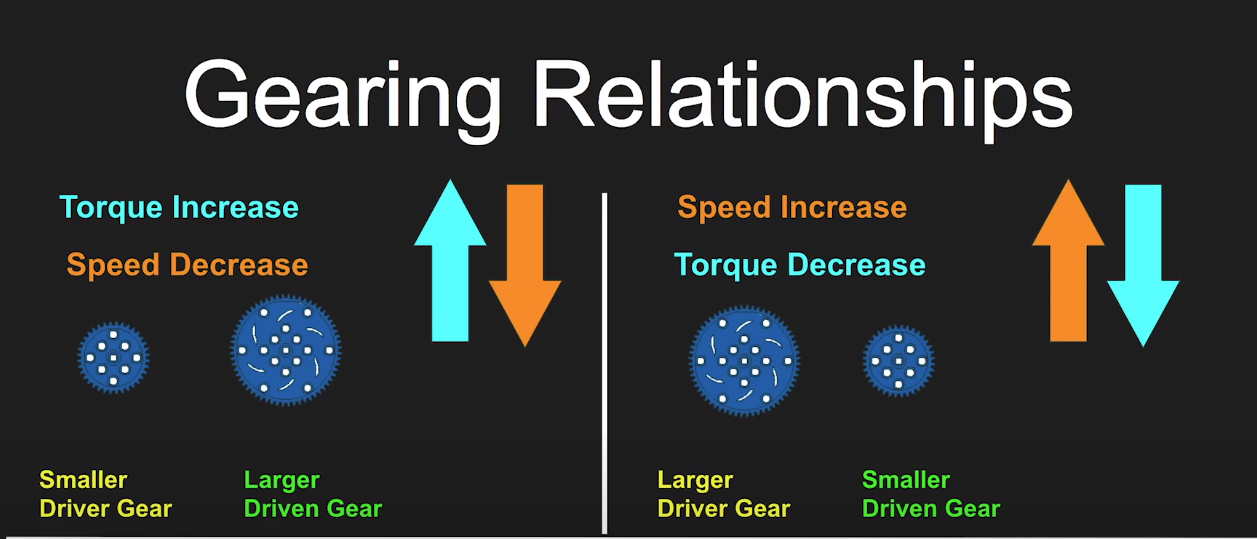 Gearing Relationships
Torque Increase
Speed Decrease
Smaller
Driver Gear
Larger
Driven Gear
Speed Increase
Torque Decrease
Larger
Driver Gear
Smaller
Driven Gear